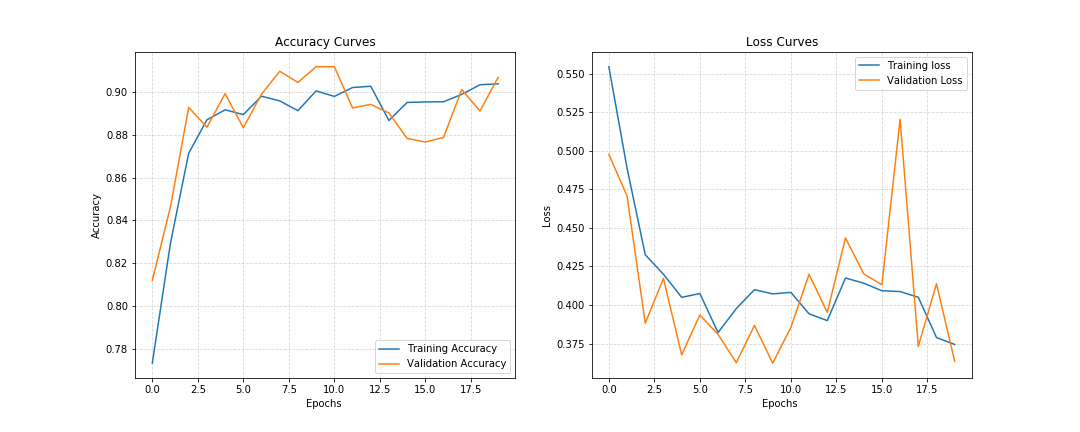 Accuracy Curves
Accuracy
0.90
0.88
0.86
0.84
0.82
0.80
0.78
Training Accuracy
Validation Accuracy
0.0 2.5 5.0 7.5 10.0 12.5 15.0 17.5
Epochs
Loss Curves
Loss
0.550
0.525
0.500
0.475
0.450
0.425
0.400
0.375
Training loss
Validation Loss
0.0 2.5 5.0 7.5 10.0 12.5 15.0 17.5
Epochs